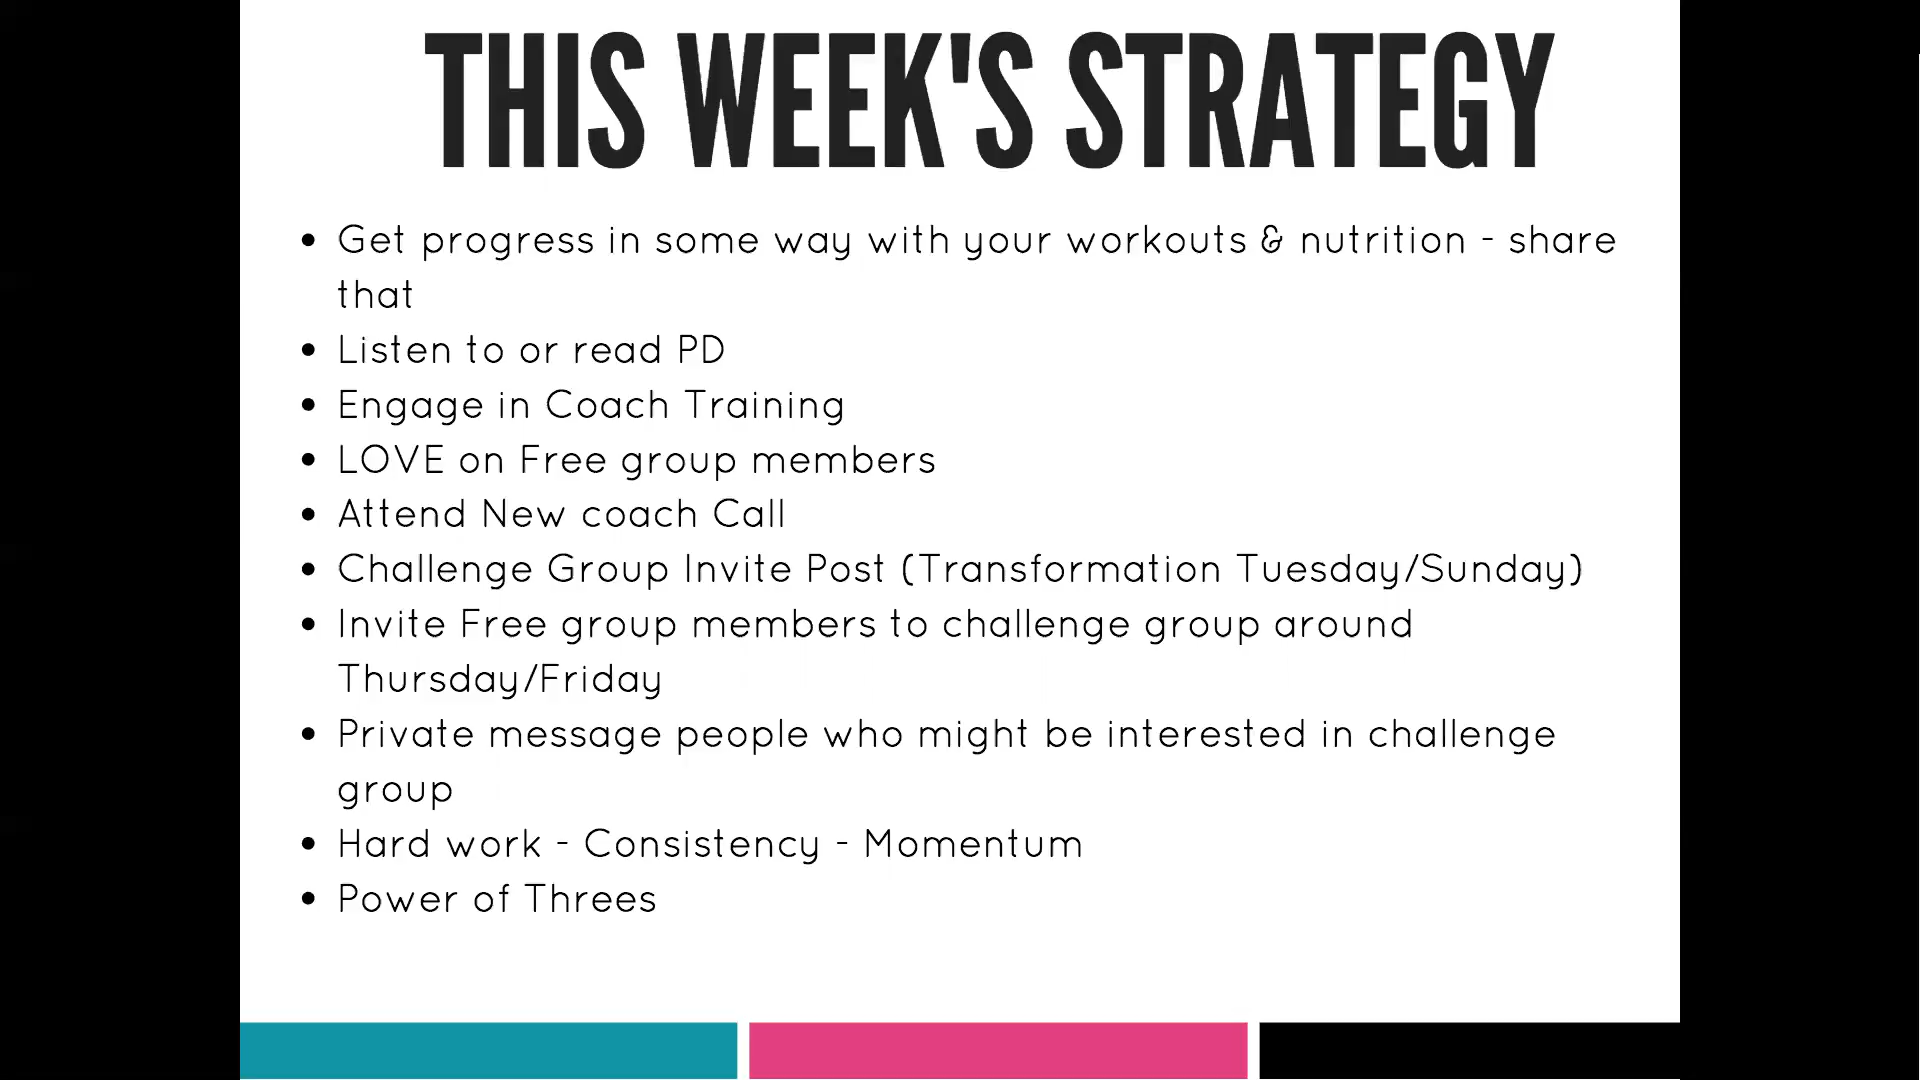 THIS WEEK'S STRATEGY
• Get progress in some way with your workouts & nutrition - share
that
• Listen to or read PD
• Engage in Coach Training
• LOVE on Free group members
• Attend New coach Call
• Challenge Group Invite Post (Transformation Tuesday/Sunday)
• Invite Free group members to challenge group around
Thursday/Friday
• Private message people who might be interested in challenge
group
• Hard work - Consistency - Momentum
• Power of Threes